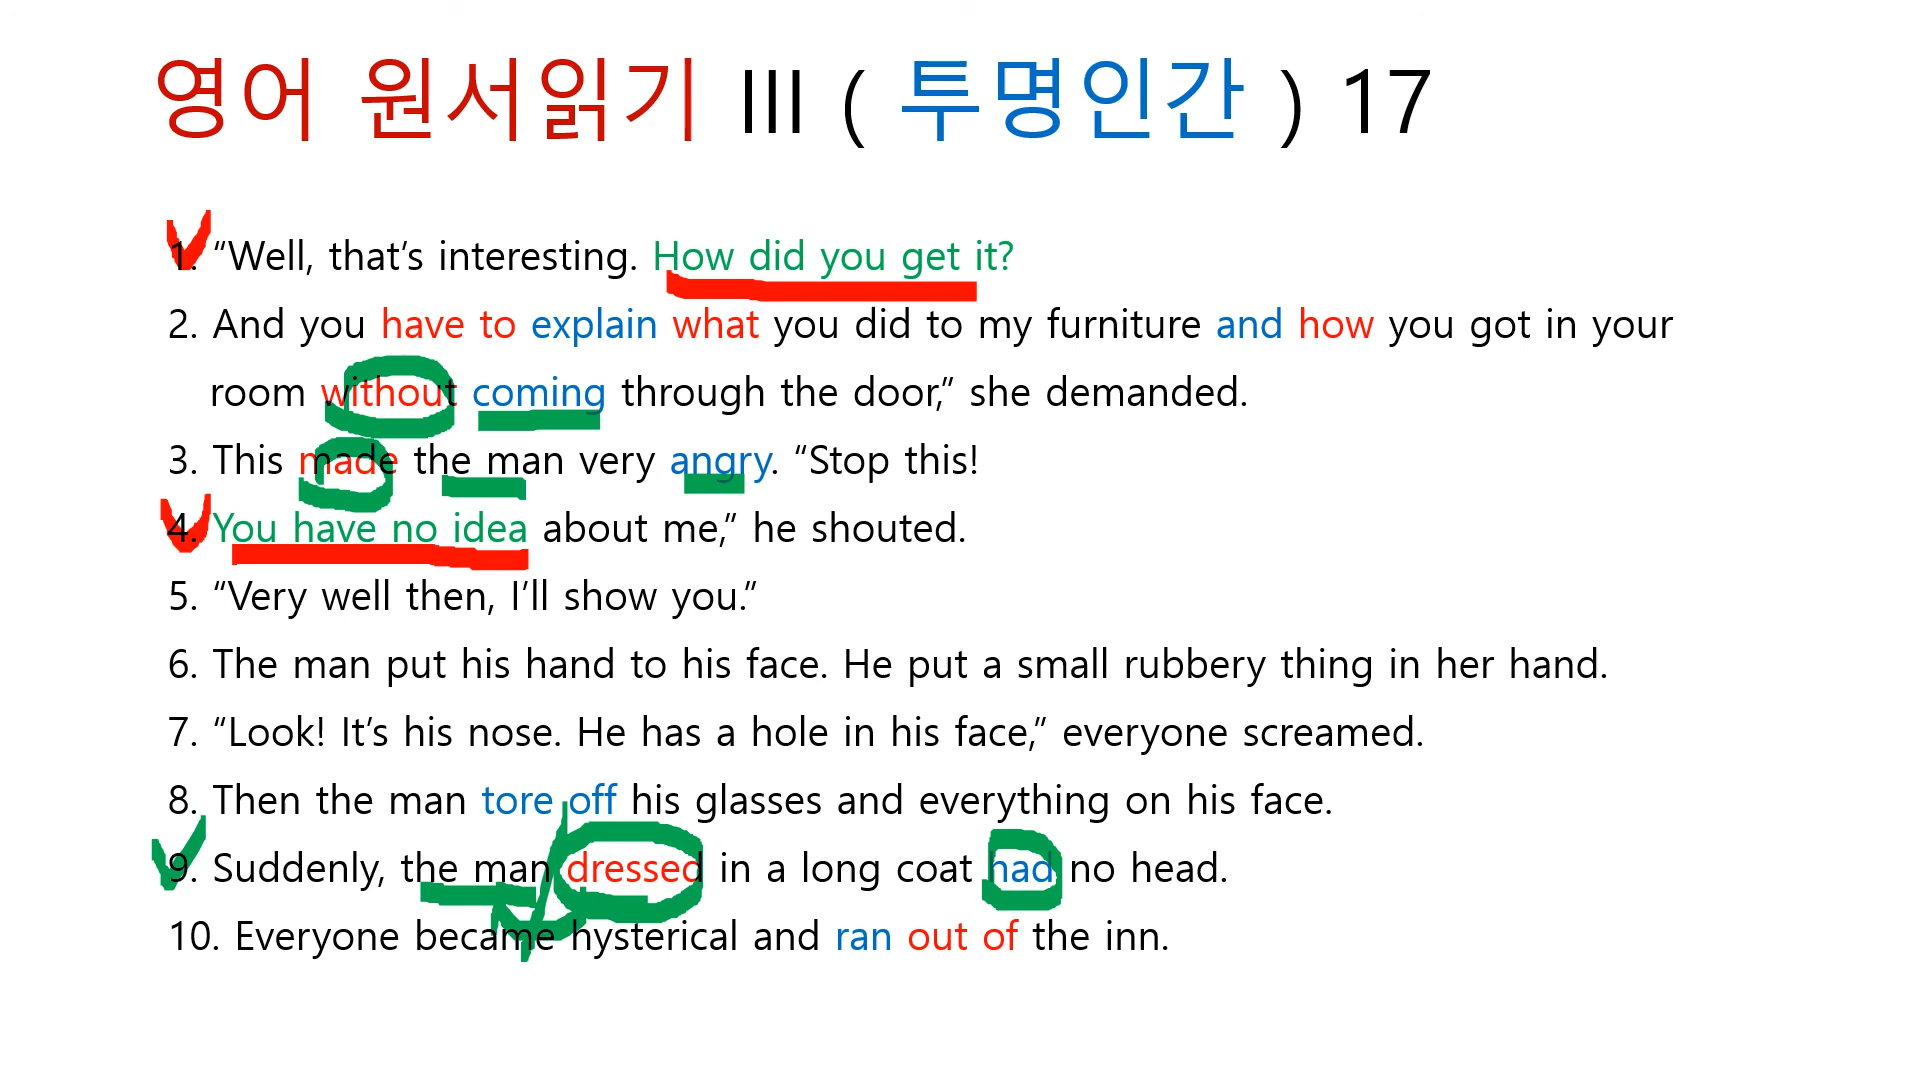 영어 원서읽기 III ( 투명인간 ) 17
1. “Well, that’s interesting. How did you get it?
2. And you have to explain what you did to my furniture and how you got in your
room without coming through the door,” she demanded.
3. This made the man very angry. “Stop this!
4. You have no idea about me,” he shouted.
5. “Very well then, I’ll show you.”
6. The man put his hand to his face. He put a small rubbery thing in her hand.
7. “Look! It’s his nose. He has a hole in his face,” everyone screamed.
8. Then the man tore off his glasses and everything on his face.
9. Suddenly, the man dressed in a long coat had no head.
10. Everyone became hysterical and ran out of the inn.